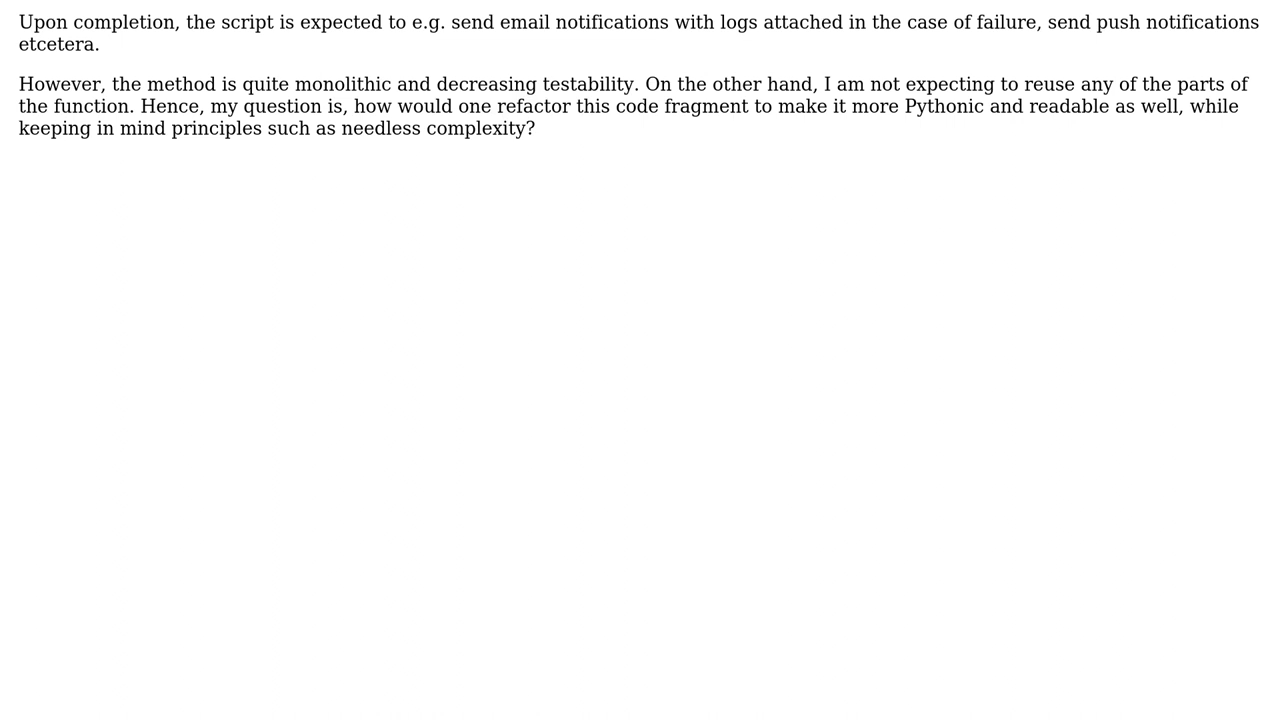 Upon completion, the script is expected to e.g. send email notifications with logs attached in the case of failure, send push notifications
etcetera.
However, the method is quite monolithic and decreasing testability. On the other hand, I am not expecting to reuse any of the parts of
the function. Hence, my question is, how would one refactor this code fragment to make it more Pythonic and readable as well, while
keeping in mind principles such as needless complexity?